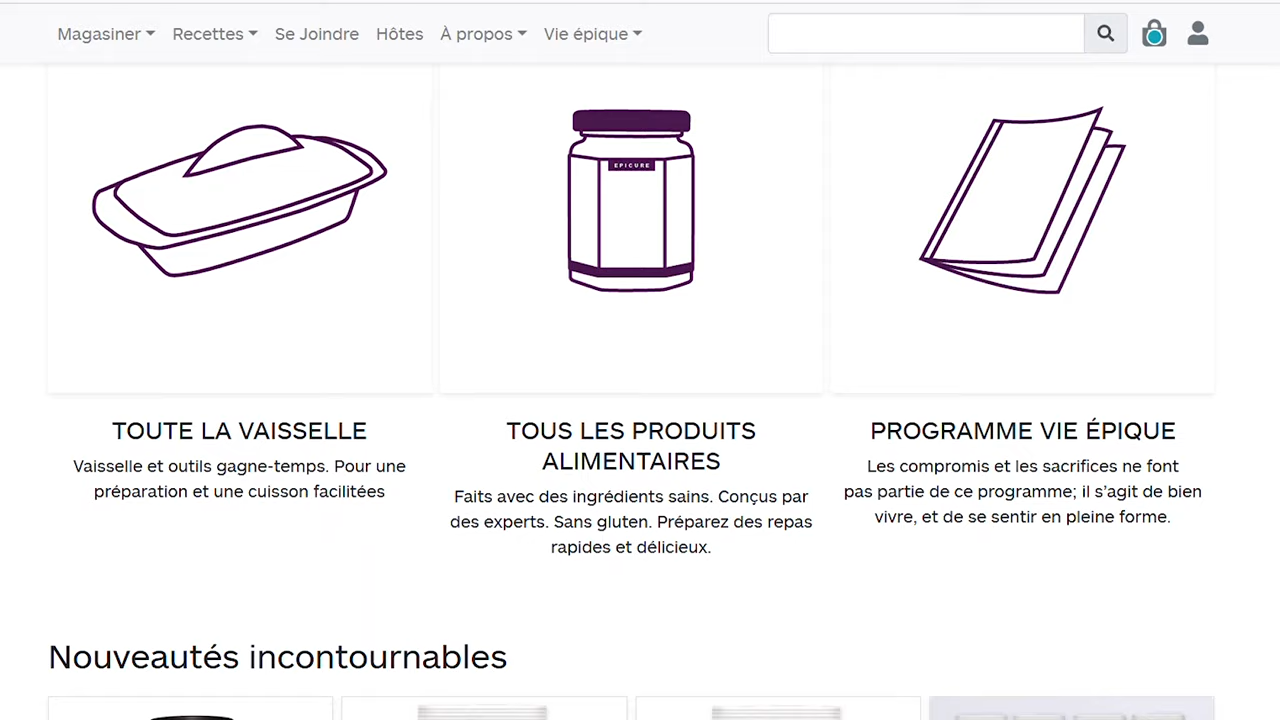 Magasiner Recettes Se Joindre Hôtes À propos Vie épique
EPICURE
TOUTE LA VAISSELLE
Vaisselle et outils gagne-temps. Pour une
préparation et une cuisson facilitées
TOUS LES PRODUITS
ALIMENTAIRES
Faits avec des ingrédients sains. Conçus par
des experts. Sans gluten. Préparez des repas
rapides et délicieux.
PROGRAMME VIE ÉPIQUE
Les compromis et les sacrifices ne font
pas partie de ce programme; il s’agit de bien
vivre, et de se sentir en pleine forme.
Nouveautés incontournables